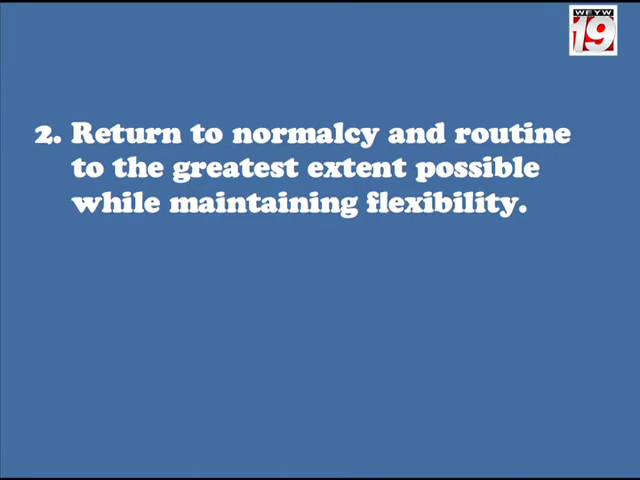 WEYW
19
2. Return to normalcy and routine
to the greatest extent possible
while maintaining flexibility.